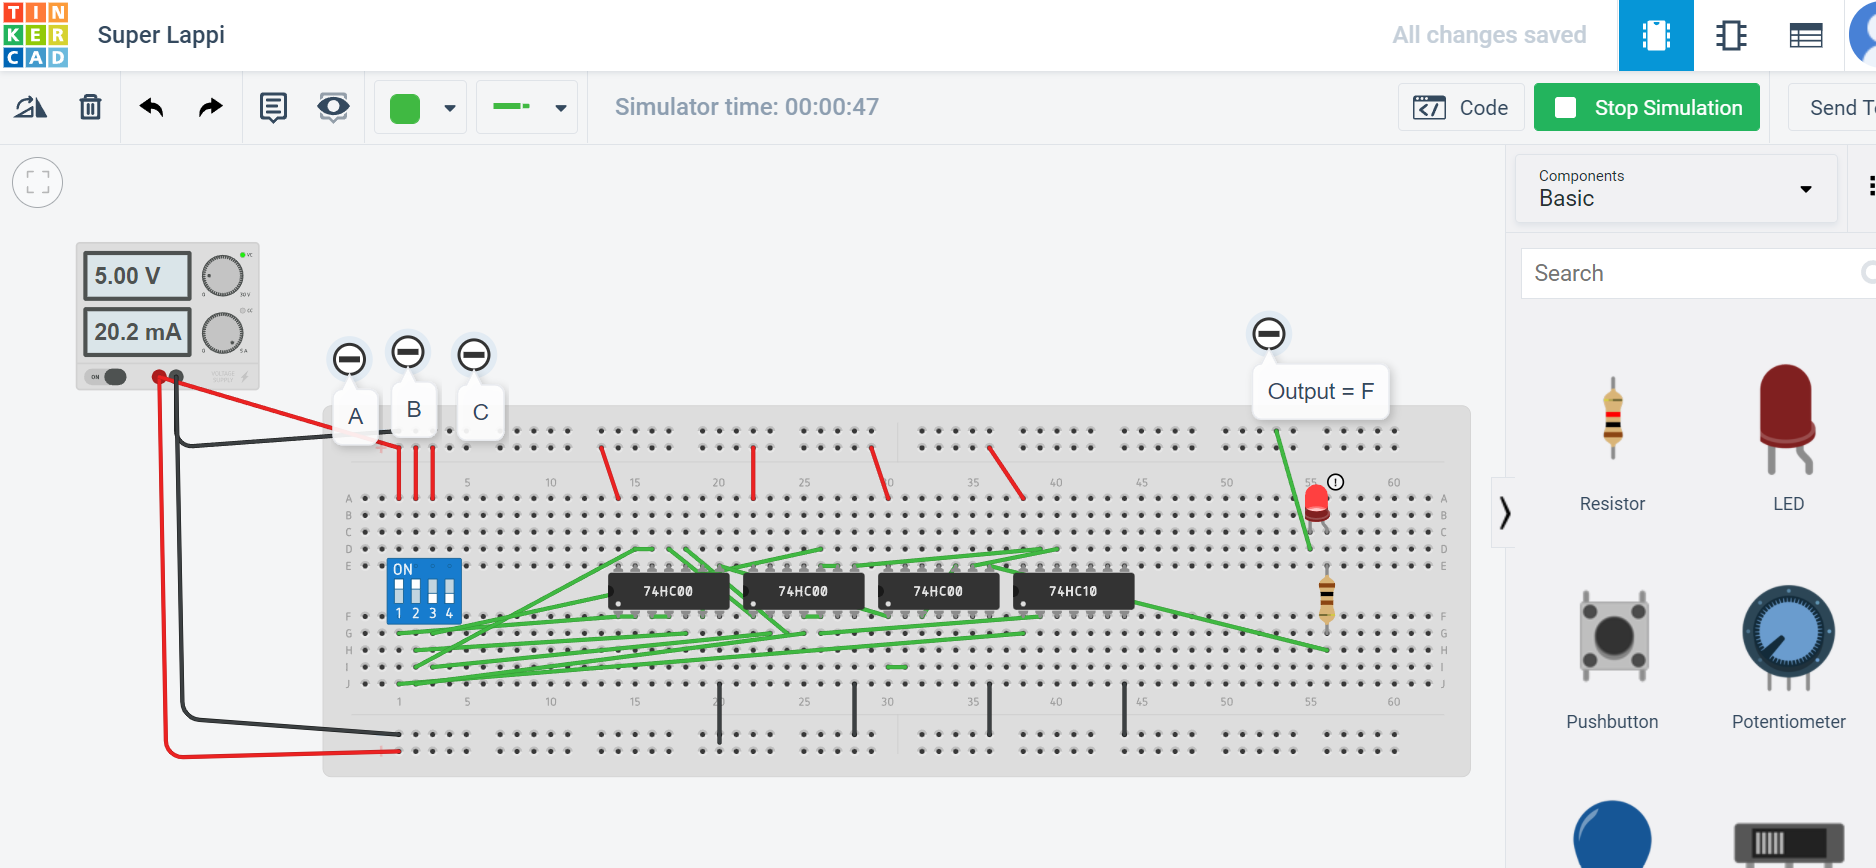 TIN
KER
CAD
Super Lappi
All changes saved
Simulator time: 00:00:47
Code
Stop Simulation
Send T
Components
Basic
Search
5.00 V
20.2 mA
ON
VOLTAGE
SUPPLY
A
B
C
Output = F
5 10 15 20 25 30 35 40 45 50 55 60
A A
B B
C C
D D
E E
ON
1 2 3 4
74HC00
74HC00
74HC00
74HC10
F F
G G
H H
I I
J J
1 5 10 15 20 25 30 35 40 45 50 55 60
Resistor
LED
Pushbutton
Potentiometer